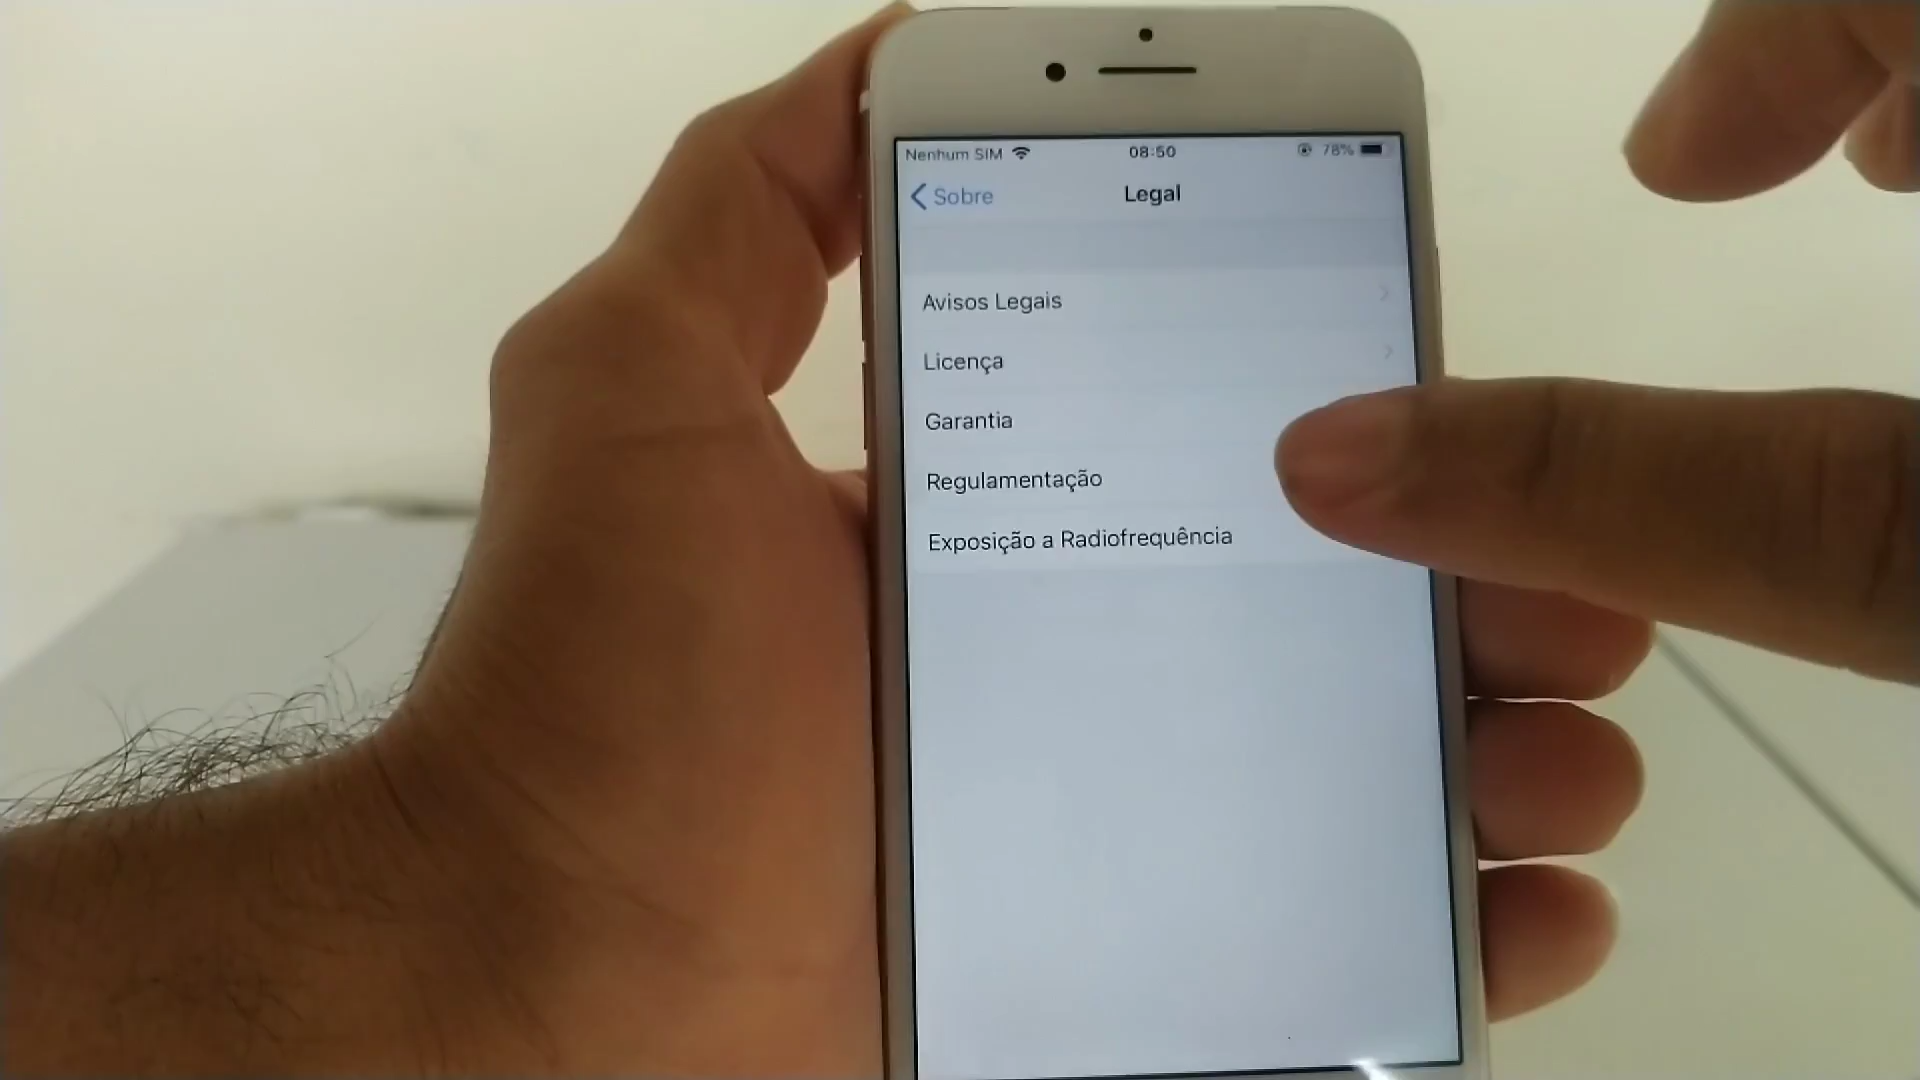 Nenhum SIM 08:50 78%
Sobre Legal
Avisos Legais
Licença
Garantia
Regulamentação
Exposição a Radiofrequência